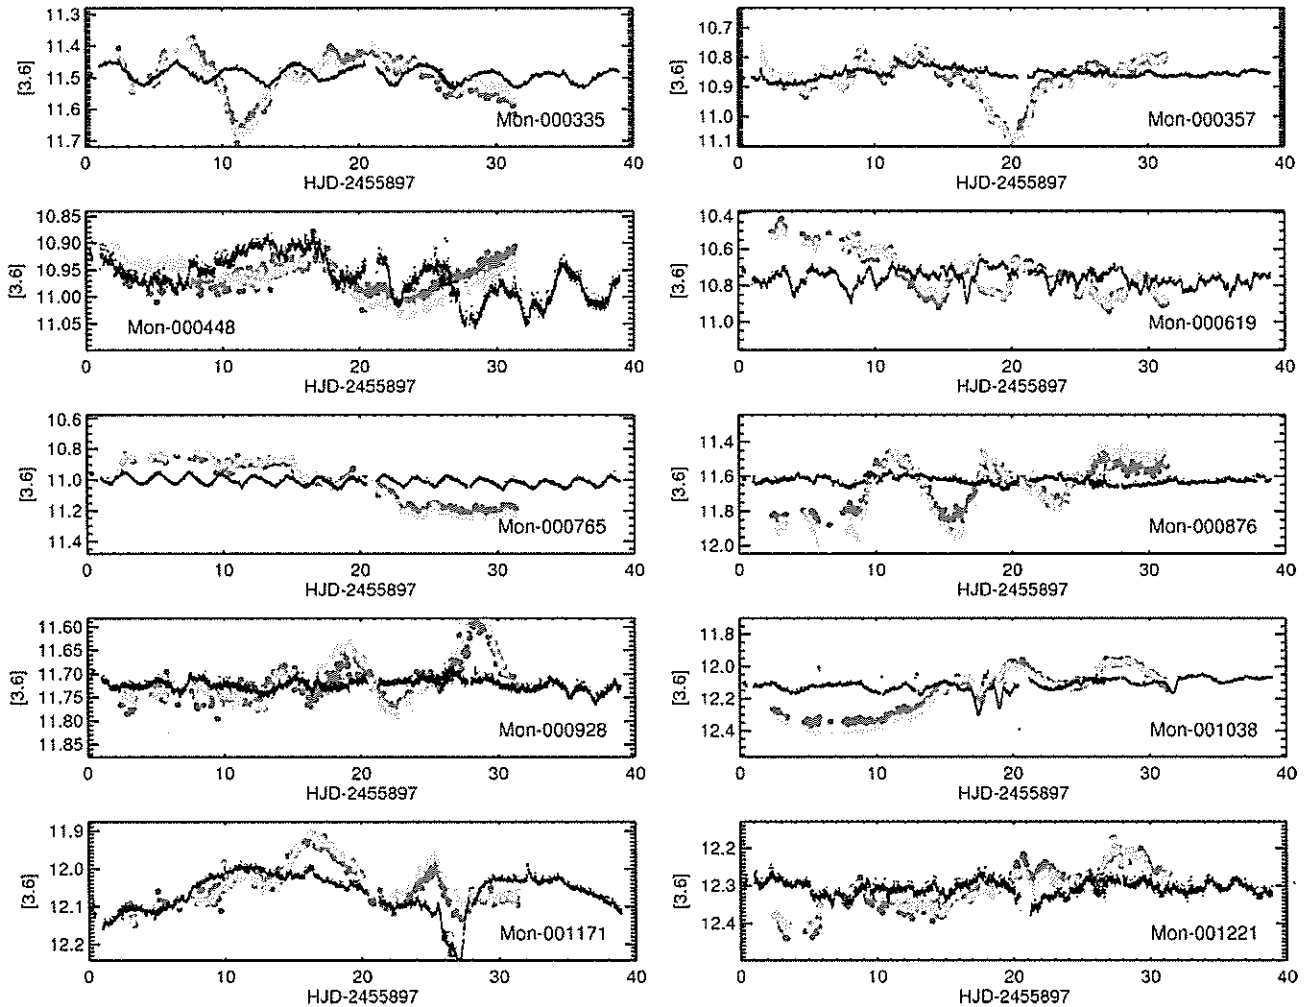 11.3
11.4
11.5
11.6
11.7
[3.6]
Mon-000335
0 10 20 30 40
HJD-2455897
10.7
10.8
10.9
11.0
11.1
[3.6]
Mon-000357
0 10 20 30 40
HJD-2455897
10.85
10.90
10.95
11.00
11.05
[3.6]
Mon-000448
0 10 20 30 40
HJD-2455897
10.4
10.6
10.8
11.0
[3.6]
Mon-000619
0 10 20 30 40
HJD-2455897
10.6
10.8
11.0
11.2
11.4
[3.6]
Mon-000765
0 10 20 30 40
HJD-2455897
11.4
11.6
11.8
12.0
[3.6]
Mon-000876
0 10 20 30 40
HJD-2455897
11.60
11.65
11.70
11.75
11.80
11.85
[3.6]
Mon-000928
0 10 20 30 40
HJD-2455897
11.8
12.0
12.2
12.4
[3.6]
Mon-001038
0 10 20 30 40
HJD-2455897
11.9
12.0
12.1
12.2
[3.6]
Mon-001171
0 10 20 30 40
HJD-2455897
12.2
12.3
12.4
[3.6]
Mon-001221
0 10 20 30 40
HJD-2455897